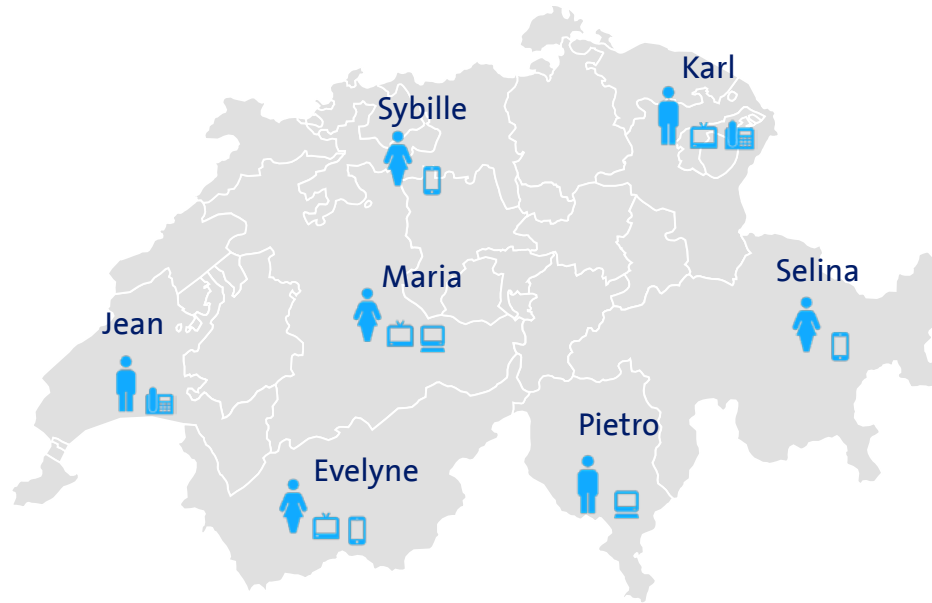 Karl
Sybille
Selina
Maria
Jean
Pietro
Evelyne